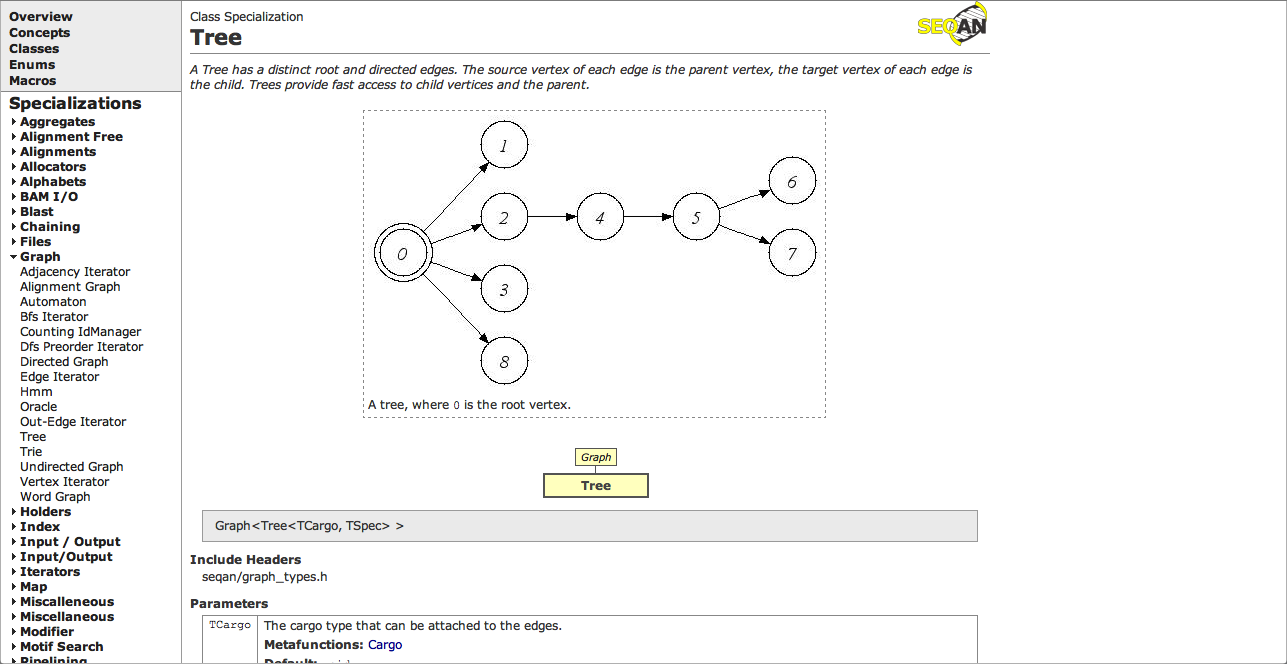 Overview
Concepts
Classes
Enums
Macros
Specializations
Aggregates
Alignment Free
Alignments
Allocators
Alphabets
BAM I/O
Blast
Chaining
Files
Graph
Adjacency Iterator
Alignment Graph
Automaton
Bfs Iterator
Counting IdManager
Dfs Preorder Iterator
Directed Graph
Edge Iterator
Hmm
Oracle
Out-Edge Iterator
Tree
Trie
Undirected Graph
Vertex Iterator
Word Graph
Holders
Index
Input / Output
Input/Output
Iterators
Map
Miscalleneous
Miscellaneous
Modifier
Motif Search
Pipelining
Class Specialization
Tree
SEQAN
A Tree has a distinct root and directed edges. The source vertex of each edge is the parent vertex, the target vertex of each edge is
the child. Trees provide fast access to child vertices and the parent.
1
6
2 4 5
0 7
3
8
A tree, where 0 is the root vertex.
Graph
Tree
Graph<Tree<TCargo, TSpec> >
Include Headers
seqan/graph_types.h
Parameters
TCargo The cargo type that can be attached to the edges.
Metafunctions: Cargo
Default: